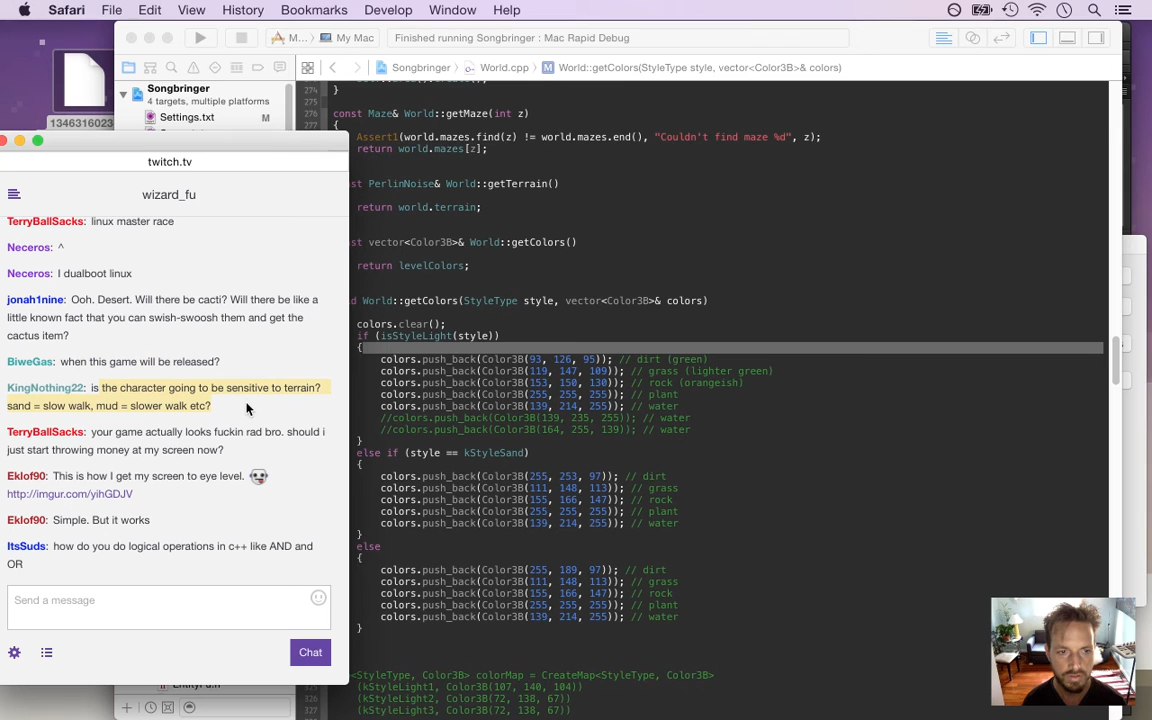 Safari File Edit View History Bookmarks Develop Window Help
M... My Mac
Finished running Songbringer : Mac Rapid Debug
Songbringer World.cpp M World::getColors(StyleType style, vector<Color3B>& colors)
Songbringer
4 targets, multiple platforms
Settings.txt M
twitch.tv
wizard_fu
TerryBallSacks: linux master race
Neceros: ^
Neceros: I dualboot linux
jonah1nine: Ooh. Desert. Will there be cacti? Will there be like a
little known fact that you can swish-swoosh them and get the
cactus item?
BiweGas: when this game will be released?
KingNothing22: is the character going to be sensitive to terrain?
sand = slow walk, mud = slower walk etc?
TerryBallSacks: your game actually looks fuckin rad bro. should i
just start throwing money at my screen now?
Eklof90: This is how I get my screen to eye level.
http://imgur.com/yihGDJV
Eklof90: Simple. But it works
ItsSuds: how do you do logical operations in c++ like AND and
OR
Send a message
Chat
274 }
275
276 const Maze& World::getMaze(int z)
277 {
Assert1(world.mazes.find(z) != world.mazes.end(), "Couldn't find maze %d", z);
return world.mazes[z];
st PerlinNoise& World::getTerrain()
return world.terrain;
st vector<Color3B>& World::getColors()
return levelColors;
d World::getColors(StyleType style, vector<Color3B>& colors)
colors.clear();
if (isStyleLight(style))
{
colors.push_back(Color3B(93, 126, 95)); // dirt (green)
colors.push_back(Color3B(119, 147, 109)); // grass (lighter green)
colors.push_back(Color3B(153, 150, 130)); // rock (orangeish)
colors.push_back(Color3B(255, 255, 255)); // plant
colors.push_back(Color3B(139, 214, 255)); // water
//colors.push_back(Color3B(139, 235, 255)); // water
//colors.push_back(Color3B(164, 255, 139)); // water
}
else if (style == kStyleSand)
{
colors.push_back(Color3B(255, 253, 97)); // dirt
colors.push_back(Color3B(111, 148, 113)); // grass
colors.push_back(Color3B(155, 166, 147)); // rock
colors.push_back(Color3B(255, 255, 255)); // plant
colors.push_back(Color3B(139, 214, 255)); // water
}
else
{
colors.push_back(Color3B(255, 189, 97)); // dirt
colors.push_back(Color3B(111, 148, 113)); // grass
colors.push_back(Color3B(155, 166, 147)); // rock
colors.push_back(Color3B(255, 255, 255)); // plant
colors.push_back(Color3B(139, 214, 255)); // water
}
<StyleType, Color3B> colorMap = CreateMap<StyleType, Color3B>
325 (kStyleLight1, Color3B(107, 140, 104))
326 (kStyleLight2, Color3B(72, 138, 67))
327 (kStyleLight3, Color3B(72, 138, 67))